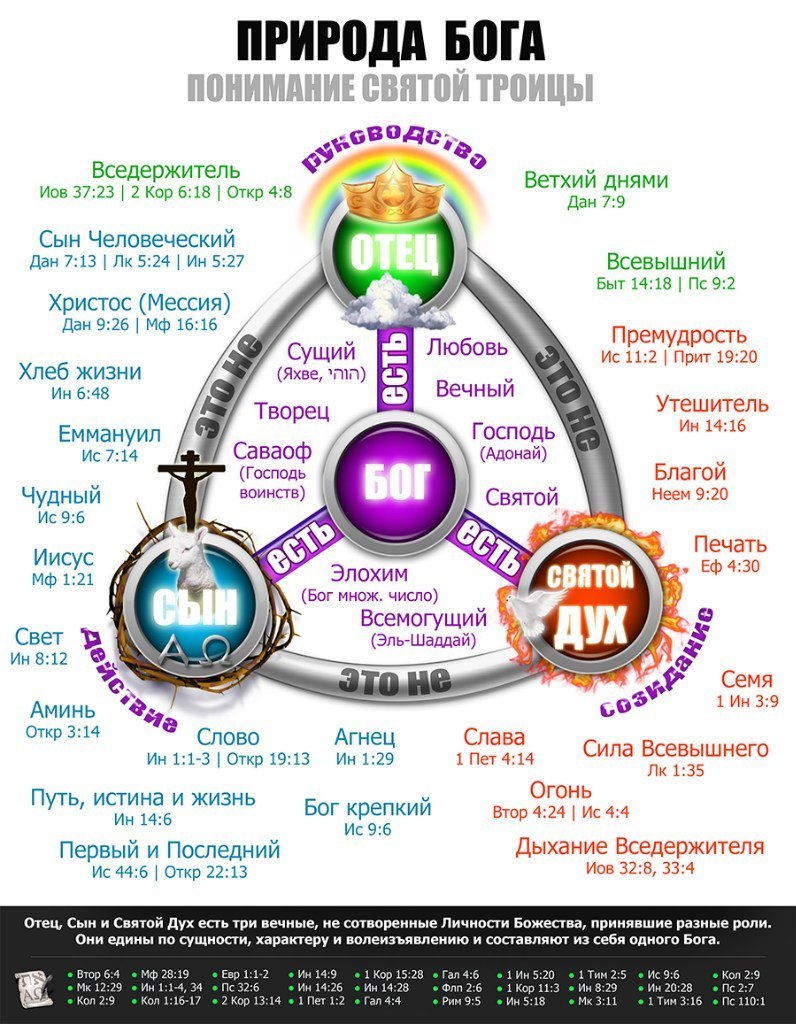 ПРИРОДА БОГА
ПОНИМАНИЕ СВЯТОЙ ТРОИЦЫ
руководство
Вседержитель
Иов 37:23 | 2 Кор 6:18 | Откр 4:8
Сын Человеческий
Дан 7:13 | Лк 5:24 | Ин 5:27
Христос (Мессия)
Дан 9:26 | Мф 16:16
Хлеб жизни
Ин 6:48
Еммануил
Ис 7:14
Чудный
Ис 9:6
Иисус
Мф 1:21
Свет
Ин 8:12
Аминь
Откр 3:14
Ветхий днями
Дан 7:9
Всевышний
Быт 14:18 | Пс 9:2
Премудрость
Ис 11:2 | Прит 19:20
Утешитель
Ин 14:16
Благой
Неем 9:20
Печать
Еф 4:30
Семя
1 Ин 3:9
ОТЕЦ
ЭТО НЕ
ЭТО НЕ
есть
Сущий
(Яхве, יהוה)
Творец
Саваоф
(Господь
воинств)
Любовь
Вечный
Господь
(Адонай)
Святой
БОГ
есть
есть
Элохим
(Бог множ. число)
Всемогущий
(Эль-Шаддай)
СЫН
ΑΩ
СВЯТОЙ
ДУХ
ЭТО НЕ
действие
созидание
Слово
Ин 1:1-3 | Откр 19:13
Агнец
Ин 1:29
Слава
1 Пет 4:14
Сила Всевышнего
Лк 1:35
Путь, истина и жизнь
Ин 14:6
Бог крепкий
Ис 9:6
Огонь
Втор 4:24 | Ис 4:4
Первый и Последний
Ис 44:6 | Откр 22:13
Дыхание Вседержителя
Иов 32:8, 33:4
Отец, Сын и Святой Дух есть три вечные, не сотворенные Личности Божества, принявшие разные роли.
Они едины по сущности, характеру и волеизъявлению и составляют из себя одного Бога.
• Втор 6:4 • Мф 28:19 • Евр 1:1-2 • Ин 14:9 • 1 Кор 15:28 • Гал 4:6 • 1 Ин 5:20 • 1 Тим 2:5 • Ис 9:6 • Кол 2:9
• Мк 12:29 • Ин 1:1-4, 34 • Пс 32:6 • Ин 14:26 • Ин 14:28 • Флп 2:6 • 1 Кор 11:3 • Ин 8:29 • Ин 20:28 • Пс 2:7
• Кол 2:9 • Кол 1:16-17 • 2 Кор 13:14 • 1 Пет 1:2 • Гал 4:4 • Рим 9:5 • Ин 5:18 • Мк 3:11 • 1 Тим 3:16 • Пс 110:1